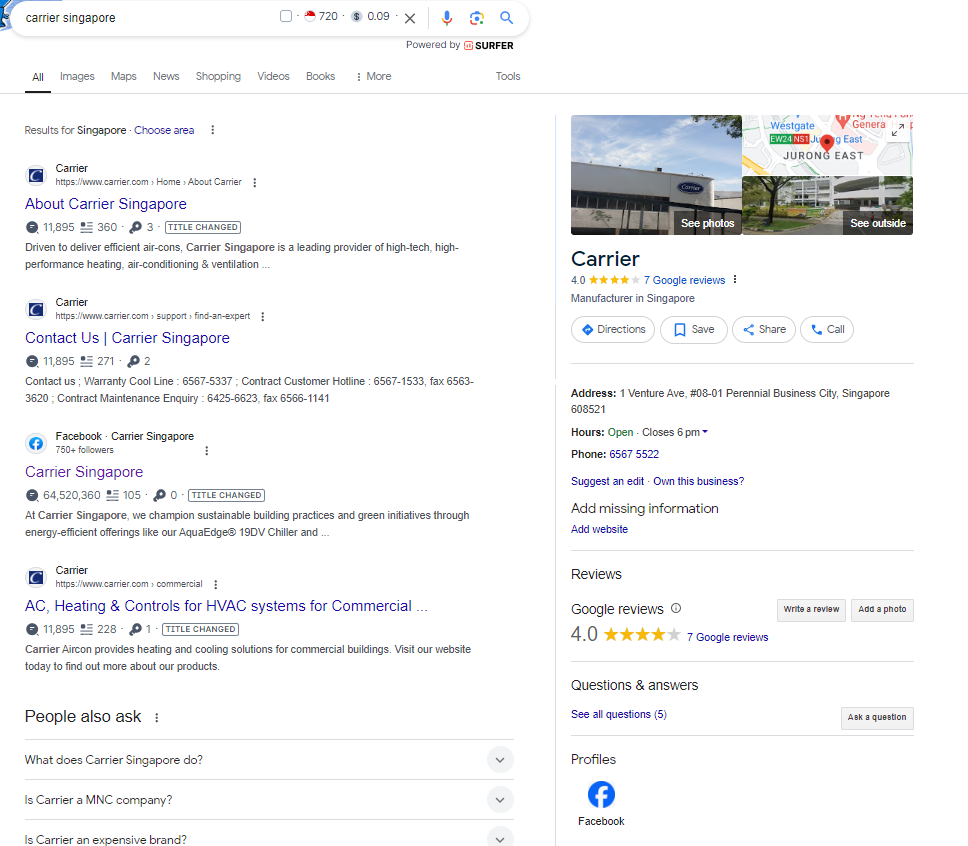 carrier singapore
720 · 0.09 ·
Powered by SURFER
All Images Maps News Shopping Videos Books More Tools
Results for Singapore · Choose area
Carrier
https://www.carrier.com › Home › About Carrier
About Carrier Singapore
11,895 360 · 3 · TITLE CHANGED
Driven to deliver efficient air-cons, Carrier Singapore is a leading provider of high-tech, high-
performance heating, air-conditioning & ventilation ...
Carrier
https://www.carrier.com › support › find-an-expert
Contact Us | Carrier Singapore
11,895 271 · 2
Contact us ; Warranty Cool Line : 6567-5337 ; Contract Customer Hotline : 6567-1533, fax 6563-
3620 ; Contract Maintenance Enquiry : 6425-6623, fax 6566-1141
Facebook · Carrier Singapore
750+ followers
Carrier Singapore
64,520,360 105 · 0 · TITLE CHANGED
At Carrier Singapore, we champion sustainable building practices and green initiatives through
energy-efficient offerings like our AquaEdge® 19DV Chiller and ...
Carrier
https://www.carrier.com › commercial
AC, Heating & Controls for HVAC systems for Commercial ...
11,895 228 · 1 · TITLE CHANGED
Carrier Aircon provides heating and cooling solutions for commercial buildings. Visit our website
today to find out more about our products.
People also ask
What does Carrier Singapore do?
Is Carrier a MNC company?
Is Carrier an expensive brand?
Carrier
See photos
Westgate
Genera
EW24 NS1 Jurong East
JURONG EAST
See outside
Carrier
4.0 7 Google reviews
Manufacturer in Singapore
Directions Save Share Call
Address: 1 Venture Ave, #08-01 Perennial Business City, Singapore
608521
Hours: Open · Closes 6 pm
Phone: 6567 5522
Suggest an edit · Own this business?
Add missing information
Add website
Reviews
Google reviews
Write a review Add a photo
4.0 7 Google reviews
Questions & answers
See all questions (5)
Ask a question
Profiles
Facebook